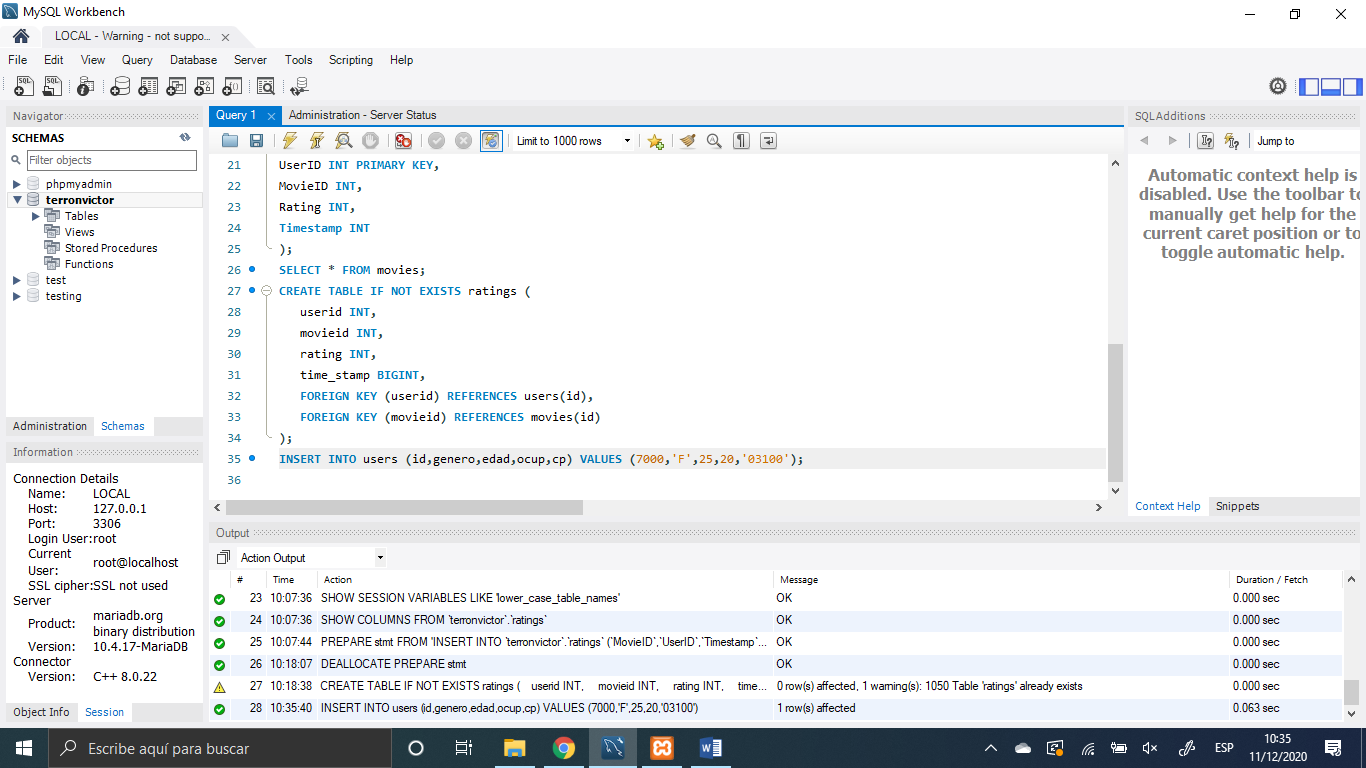 MySQL Workbench
LOCAL - Warning - not suppo...
File Edit View Query Database Server Tools Scripting Help
Navigator
SCHEMAS
Filter objects
phpmyadmin
terronvictor
Tables
Views
Stored Procedures
Functions
test
testing
Administration Schemas
Information
Connection Details
Name: LOCAL
Host: 127.0.0.1
Port: 3306
Login User:root
Current User: root@localhost
SSL cipher:SSL not used
Server
Product: mariadb.org binary distribution
Version: 10.4.17-MariaDB
Connector
Version: C++ 8.0.22
Object Info Session
Query 1 Administration - Server Status
Limit to 1000 rows
21 UserID INT PRIMARY KEY,
22 MovieID INT,
23 Rating INT,
24 Timestamp INT
25 );
26 SELECT * FROM movies;
27 CREATE TABLE IF NOT EXISTS ratings (
28 userid INT,
29 movieid INT,
30 rating INT,
31 time_stamp BIGINT,
32 FOREIGN KEY (userid) REFERENCES users(id),
33 FOREIGN KEY (movieid) REFERENCES movies(id)
34 );
35 INSERT INTO users (id,genero,edad,ocup,cp) VALUES (7000,'F',25,20,'03100');
36
SQLAdditions
Jump to
Automatic context help is
disabled. Use the toolbar to
manually get help for the
current caret position or to
toggle automatic help.
Context Help Snippets
Output
Action Output
# Time Action Message Duration / Fetch
23 10:07:36 SHOW SESSION VARIABLES LIKE 'lower_case_table_names' OK 0.000 sec
24 10:07:36 SHOW COLUMNS FROM `terronvictor`.`ratings` OK 0.000 sec
25 10:07:44 PREPARE stmt FROM 'INSERT INTO `terronvictor`.`ratings` (`MovieID`,`UserID`,`Timestamp`... OK 0.000 sec
26 10:18:07 DEALLOCATE PREPARE stmt OK 0.000 sec
27 10:18:38 CREATE TABLE IF NOT EXISTS ratings ( userid INT, movieid INT, rating INT, time... 0 row(s) affected, 1 warning(s): 1050 Table 'ratings' already exists 0.000 sec
28 10:35:40 INSERT INTO users (id,genero,edad,ocup,cp) VALUES (7000,'F',25,20,'03100') 1 row(s) affected 0.063 sec
Escribe aquí para buscar
ESP
10:35
11/12/2020